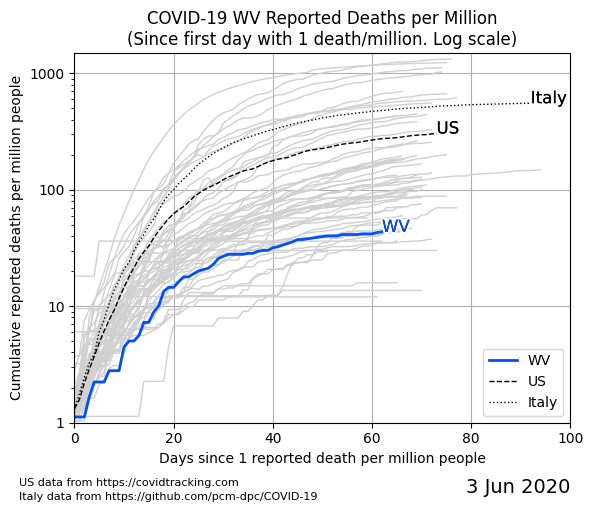 COVID-19 WV Reported Deaths per Million
(Since first day with 1 death/million. Log scale)
Cumulative reported deaths per million people
1000
100
10
1
Italy
US
WV
WV
US
Italy
0 20 40 60 80 100
Days since 1 reported death per million people
US data from https://covidtracking.com
Italy data from https://github.com/pcm-dpc/COVID-19
3 Jun 2020